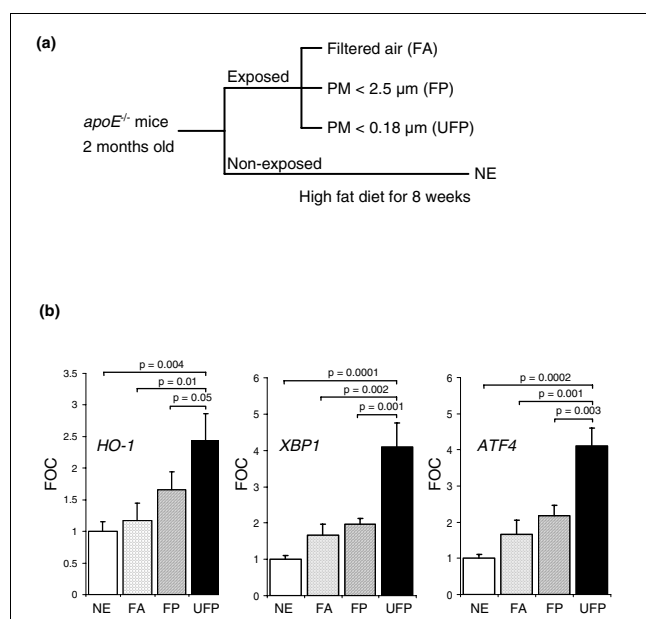 (a)
Filtered air (FA)
Exposed
PM < 2.5 µm (FP)
apoE-/- mice
2 months old
PM < 0.18 µm (UFP)
Non-exposed
NE
High fat diet for 8 weeks
(b)
p = 0.004
p = 0.01
p = 0.05
HO-1
FOC
3.5
3
2.5
2
1.5
1
0.5
0
NE FA FP UFP
p = 0.0001
p = 0.002
p = 0.001
XBP1
FOC
6
5
4
3
2
1
0
NE FA FP UFP
p = 0.0002
p = 0.001
p = 0.003
ATF4
FOC
6
5
4
3
2
1
0
NE FA FP UFP